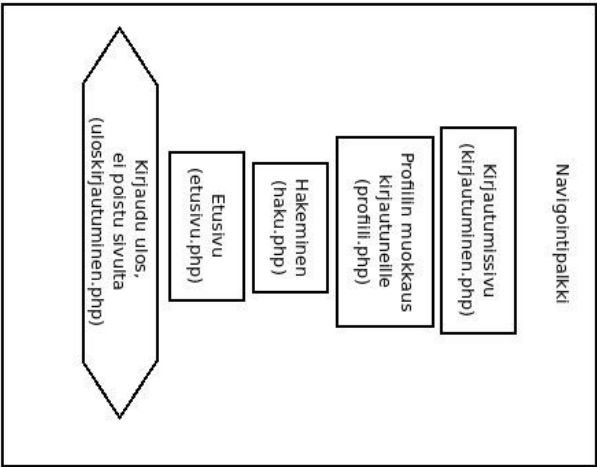 Navigointipalkki
Kirjautumissivu
(kirjautuminen.php)
Profiilin muokkaus
kirjautuneille
(profiili.php)
Hakeminen
(haku.php)
Etusivu
(etusivu.php)
Kirjaudu ulos,
ei poistu sivulta
(uloskirjautuminen.php)